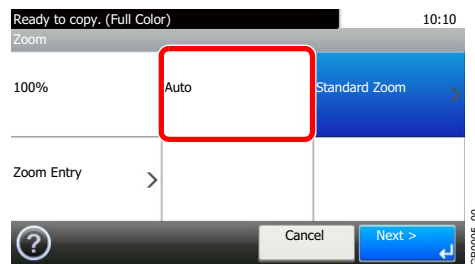 Ready to copy. (Full Color) 10:10
Zoom
100% Auto Standard Zoom
Zoom Entry
Cancel Next >